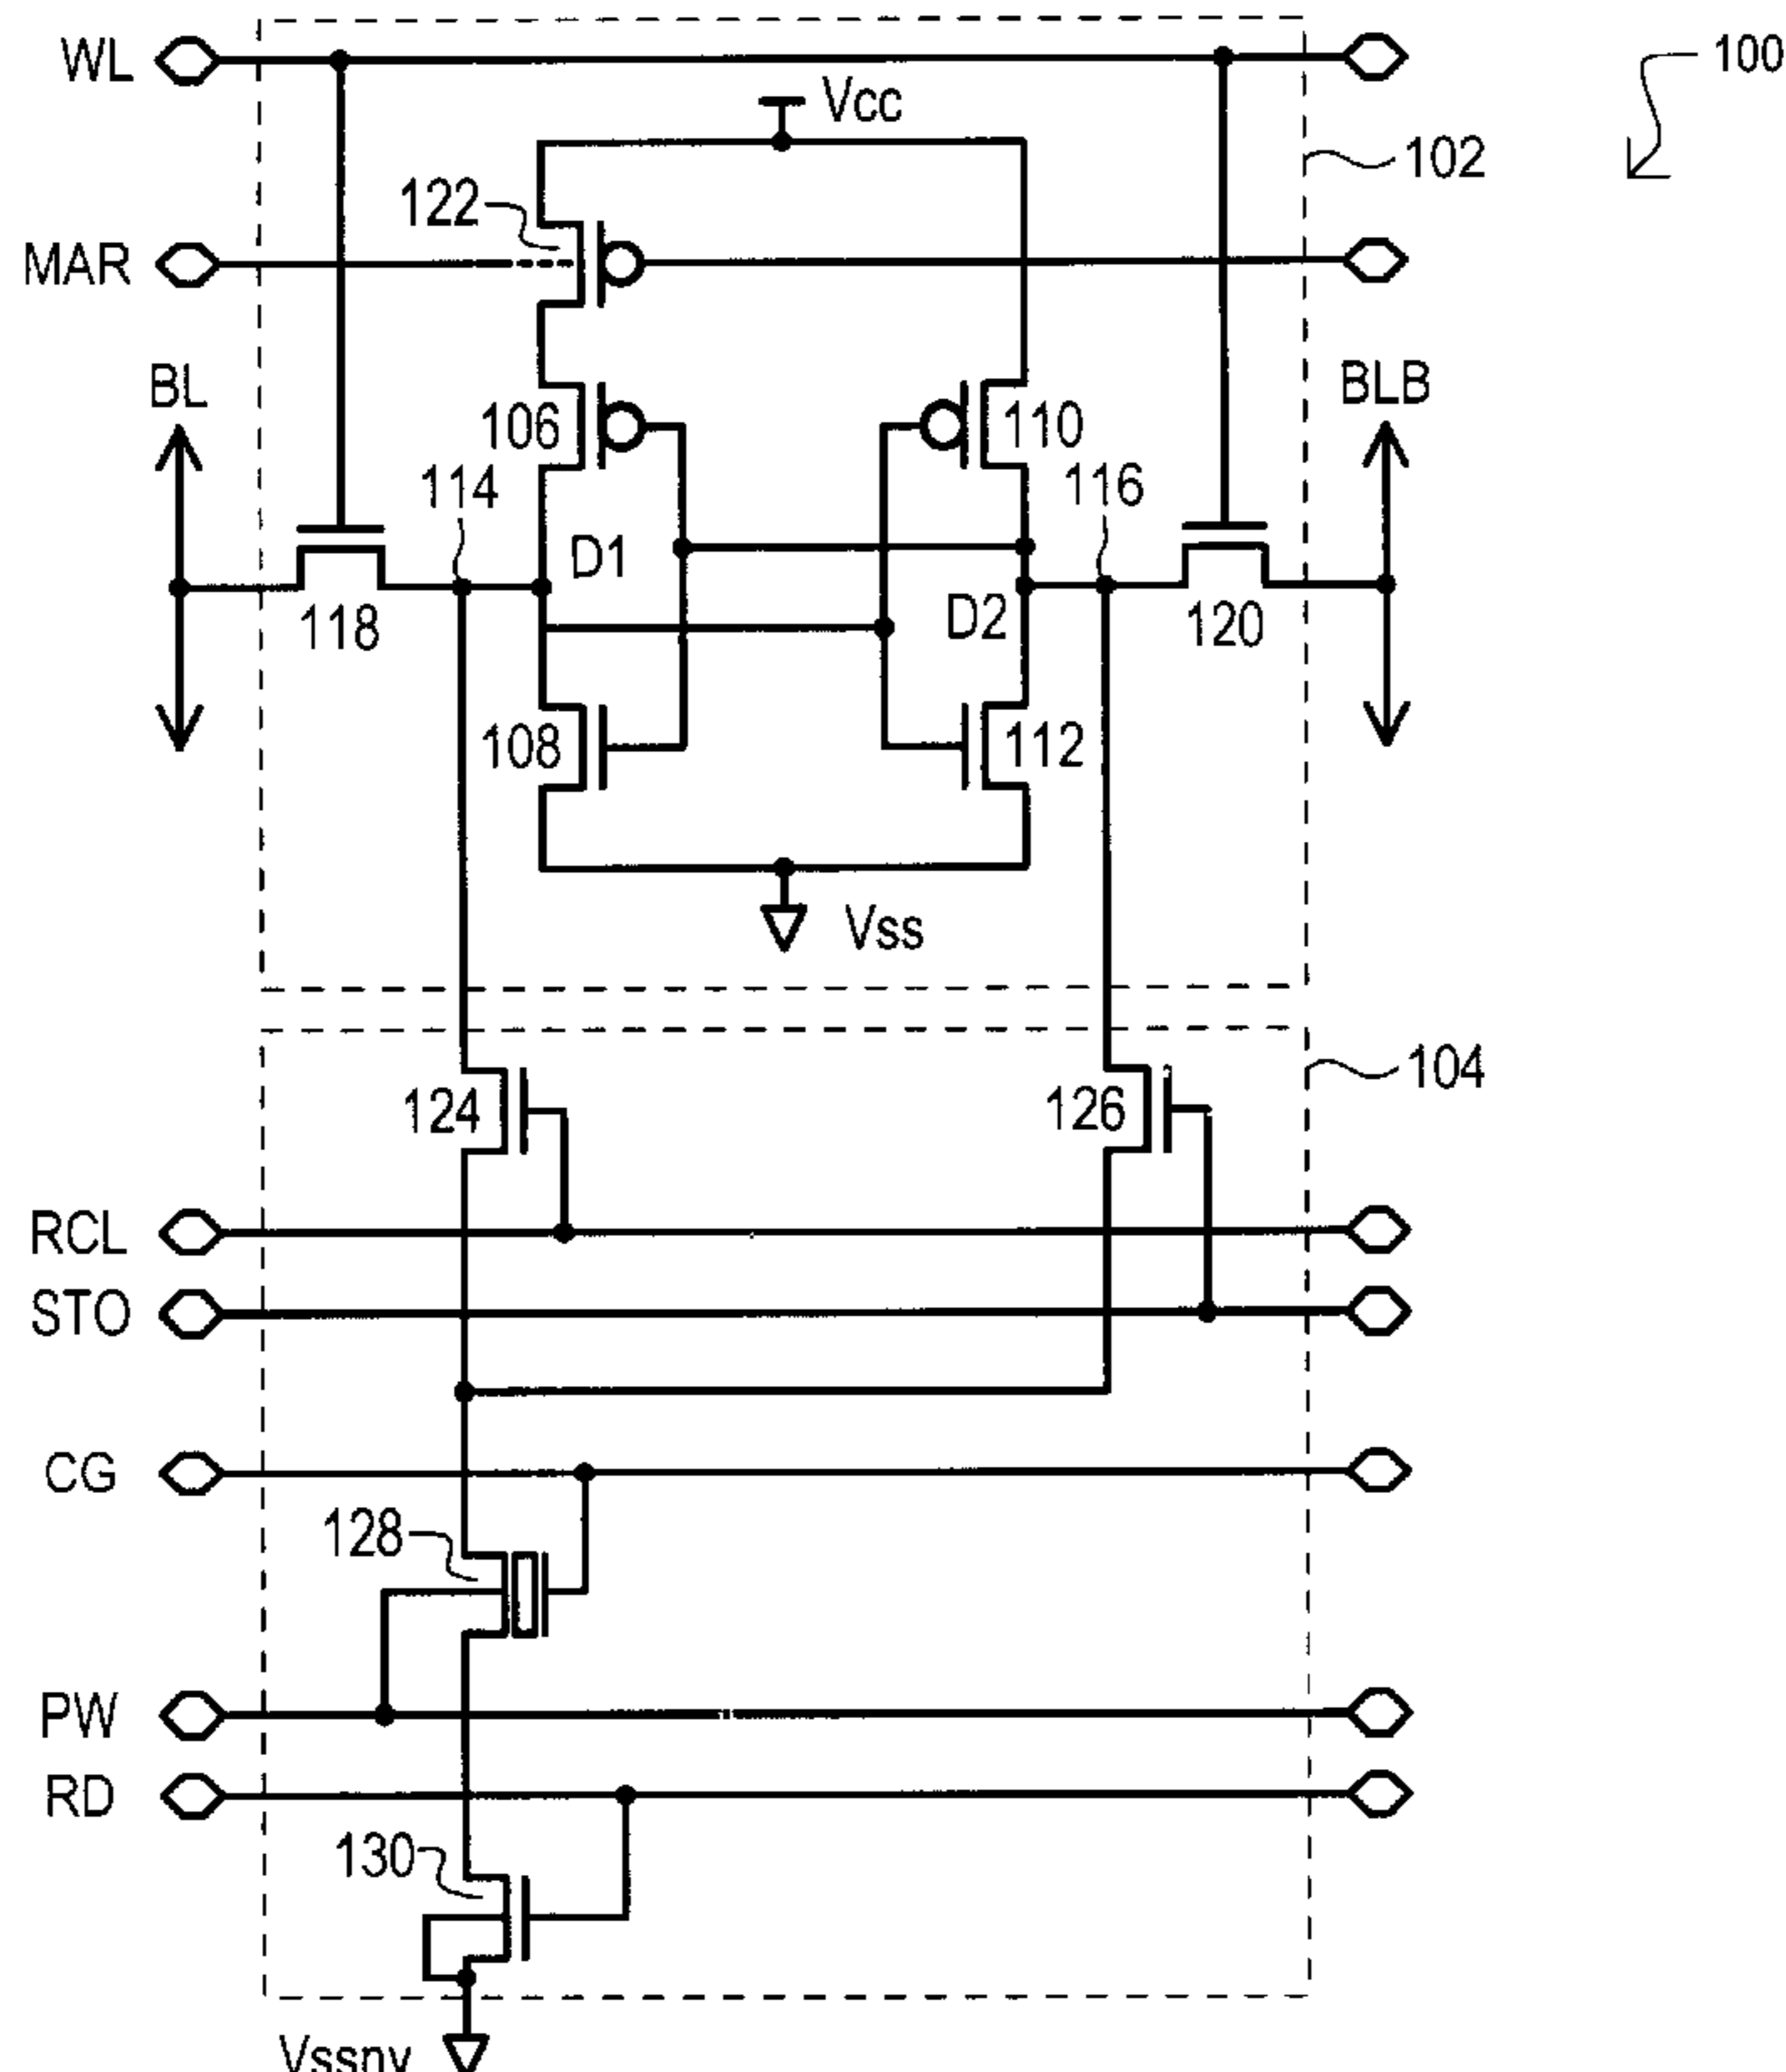 WL
100
Vcc
102
122
MAR
BL
BLB
106
110
114
116
D1
118
D2
120
108
112
Vss
124
126
104
RCL
STO
CG
128
PW
RD
130
Vssnv